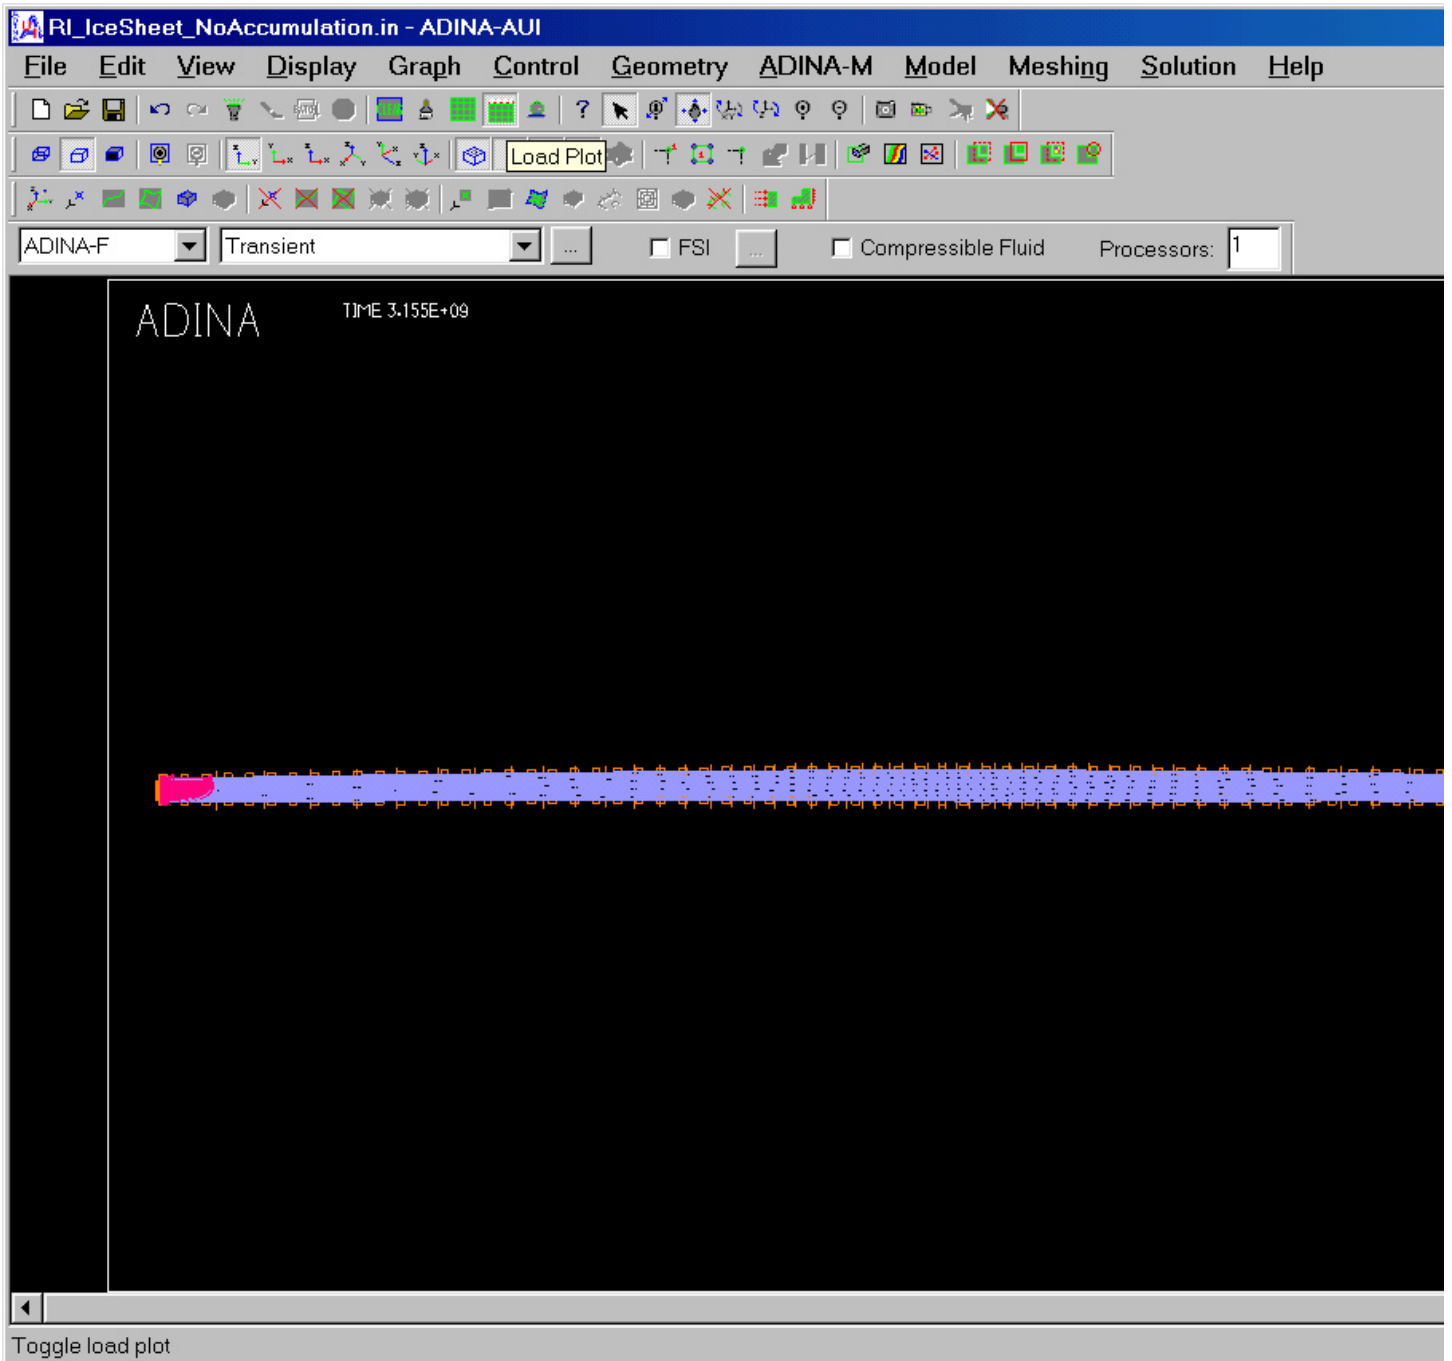 RI_IceSheet_NoAccumulation.in - ADINA-AUI
File Edit View Display Graph Control Geometry ADINA-M Model Meshing Solution Help
Load Plot
ADINA-F Transient ... FSI ... Compressible Fluid Processors: 1
ADINA TIME 3.155E+09
Toggle load plot